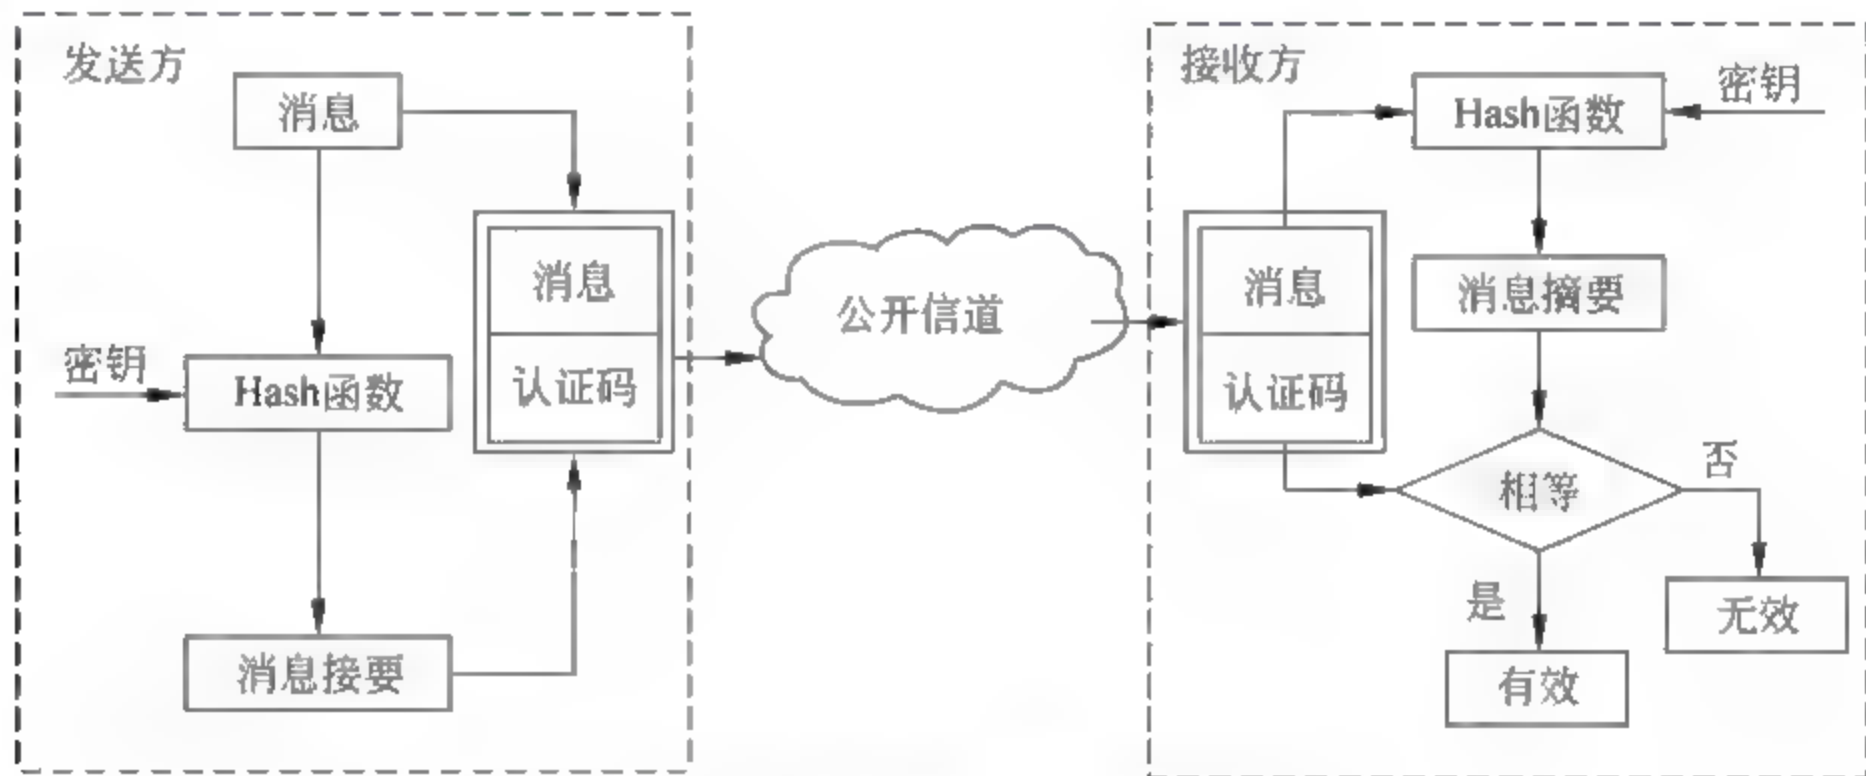 发送方
消息
密钥
Hash函数
消息接要
消息
认证码
公开信道
接收方
消息
认证码
Hash函数
密钥
消息摘要
相等
否
是
无效
有效